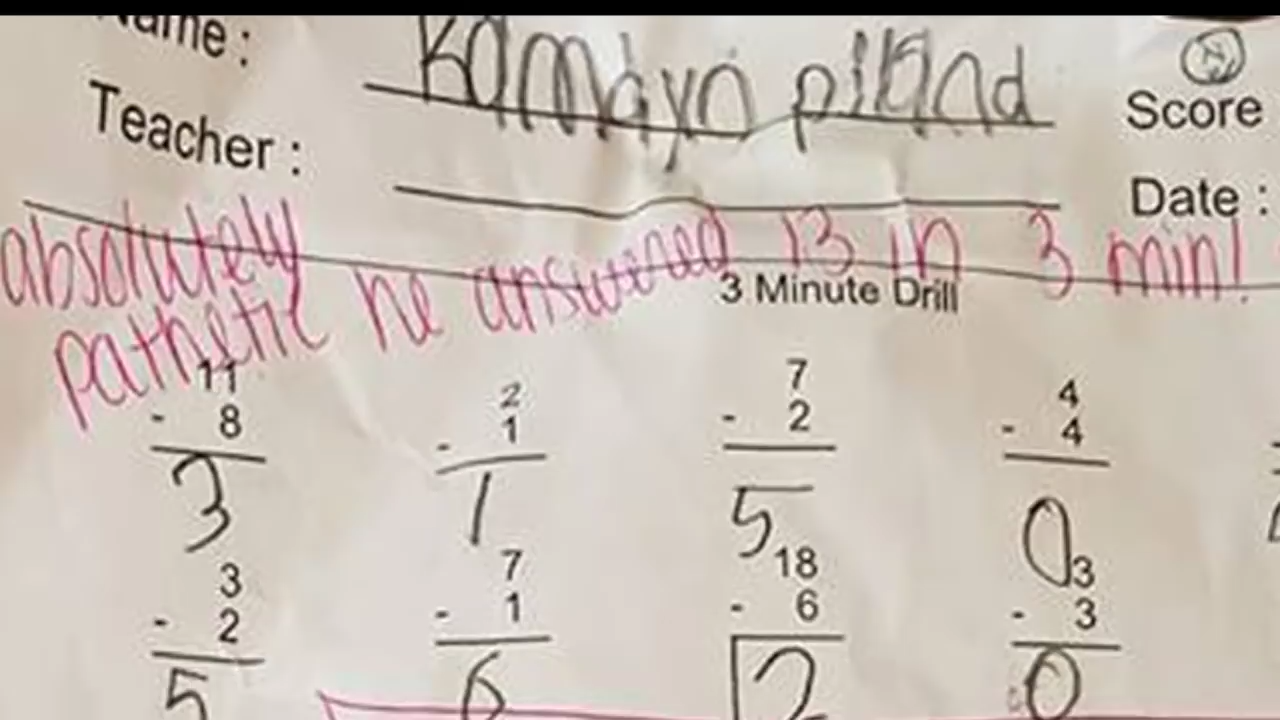 Name : Kamdyn piland
Score
Teacher :
Date :
absolutely
pathetic he answered 13 in 3 min!
3 Minute Drill
11 2 7 4
- 8 - 1 - 2 - 4
3 1 5 0
3 7 18 3
- 2 - 1 - 6 - 3
5 6 12 0